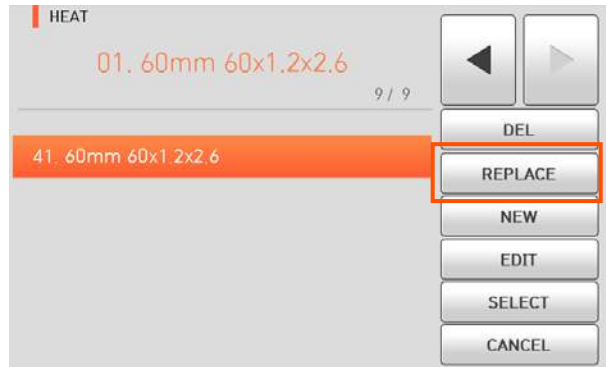 HEAT
01. 60mm 60x1.2x2.6
9 / 9
41. 60mm 60x1.2x2.6
DEL
REPLACE
NEW
EDIT
SELECT
CANCEL